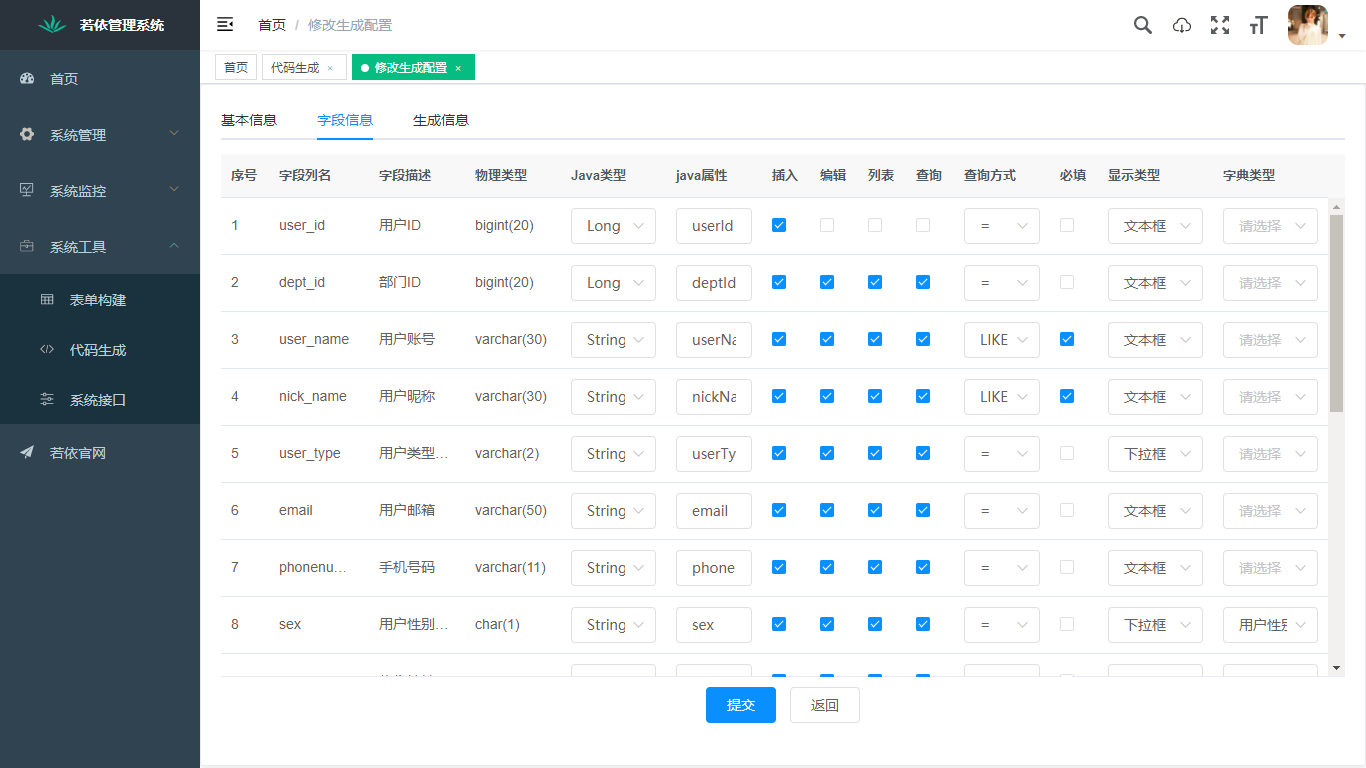 若依管理系统
首页 / 修改生成配置
首页
代码生成 ×
修改生成配置 ×
首页
系统管理
系统监控
系统工具
表单构建
代码生成
系统接口
若依官网
基本信息 字段信息 生成信息
序号 字段列名 字段描述 物理类型 Java类型 java属性 插入 编辑 列表 查询 查询方式 必填 显示类型 字典类型
1 user_id 用户ID bigint(20) Long userId = 文本框 请选择
2 dept_id 部门ID bigint(20) Long deptId = 文本框 请选择
3 user_name 用户账号 varchar(30) String userNa LIKE 文本框 请选择
4 nick_name 用户昵称 varchar(30) String nickNa LIKE 文本框 请选择
5 user_type 用户类型… varchar(2) String userTy = 下拉框 请选择
6 email 用户邮箱 varchar(50) String email = 文本框 请选择
7 phonenu… 手机号码 varchar(11) String phone = 文本框 请选择
8 sex 用户性别… char(1) String sex = 下拉框 用户性别
提交 返回